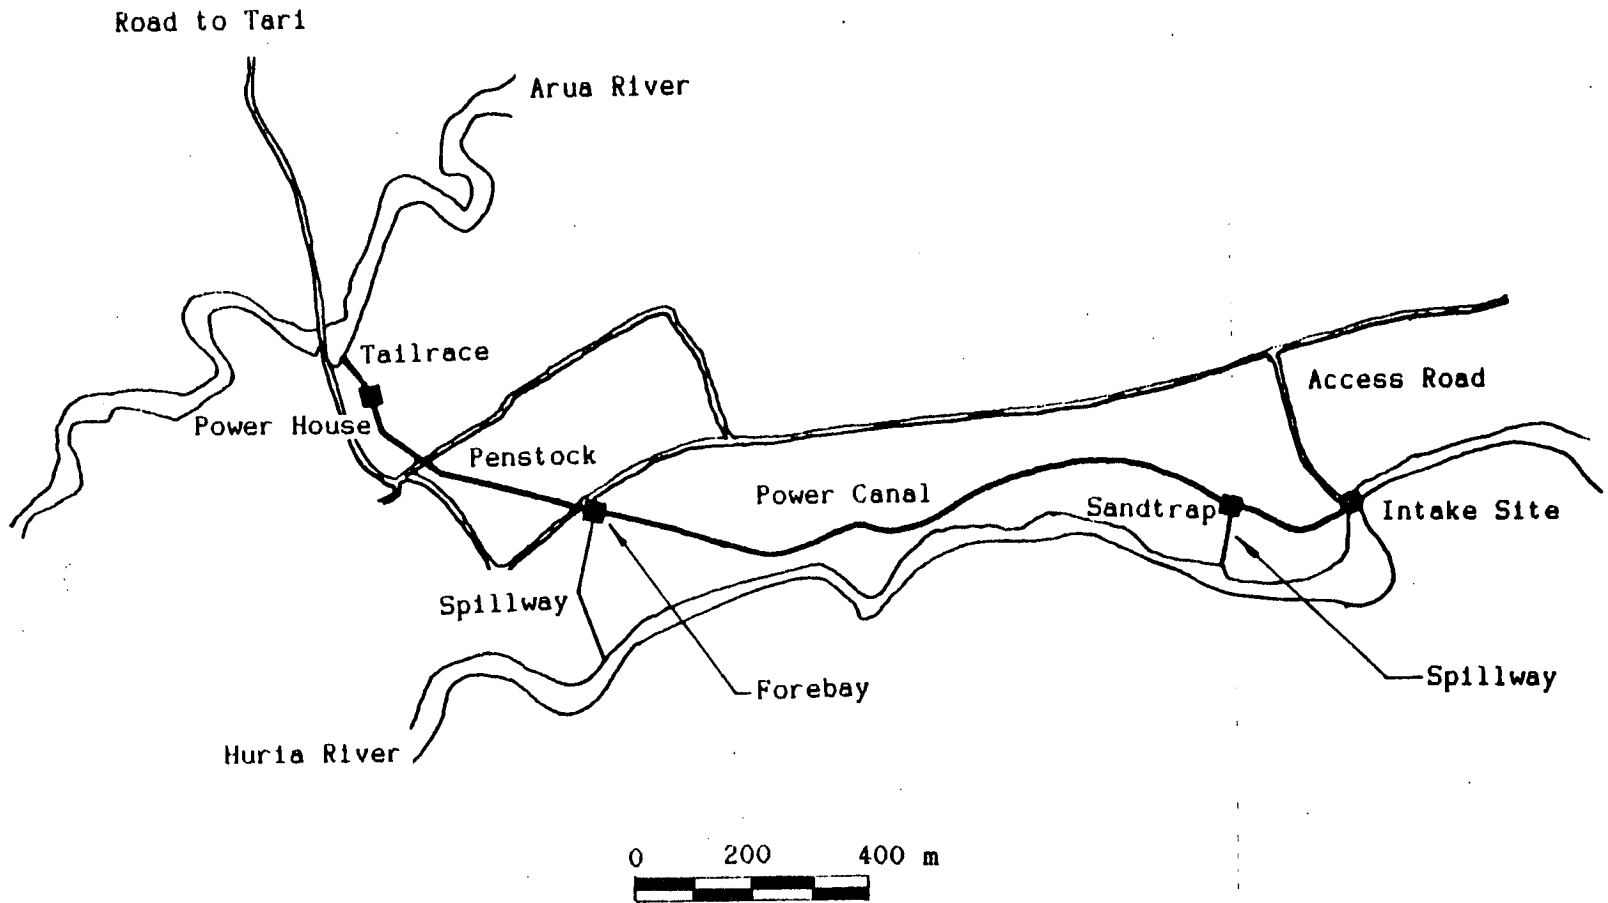 Road to Tari
Arua River
Tailrace
Access Road
Power House
Penstock
Power Canal
Sandtrap
Intake Site
Spillway
Spillway
Forebay
Huria River
0 200 400 m